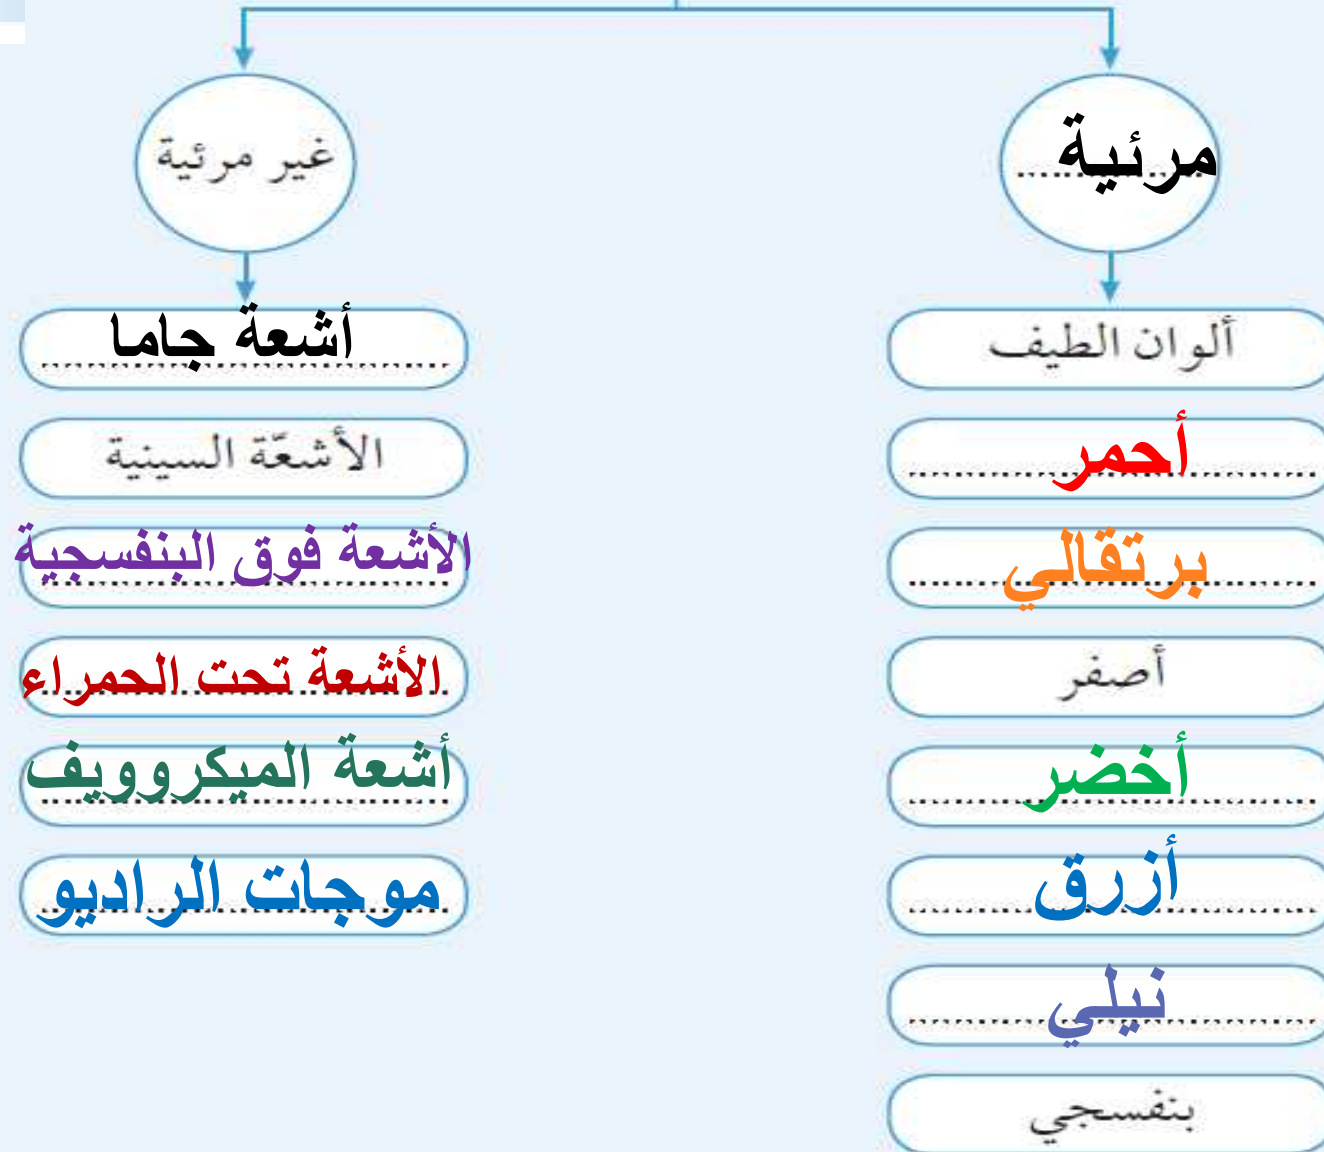 مرئية
ألوان الطيف
أحمر
برتقالي
أصفر
أخضر
أزرق
نيلي
بنفسجي
غير مرئية
أشعة جاما
الأشعّة السينية
الأشعة فوق البنفسجية
الأشعة تحت الحمراء
أشعة الميكروويف
موجات الراديو